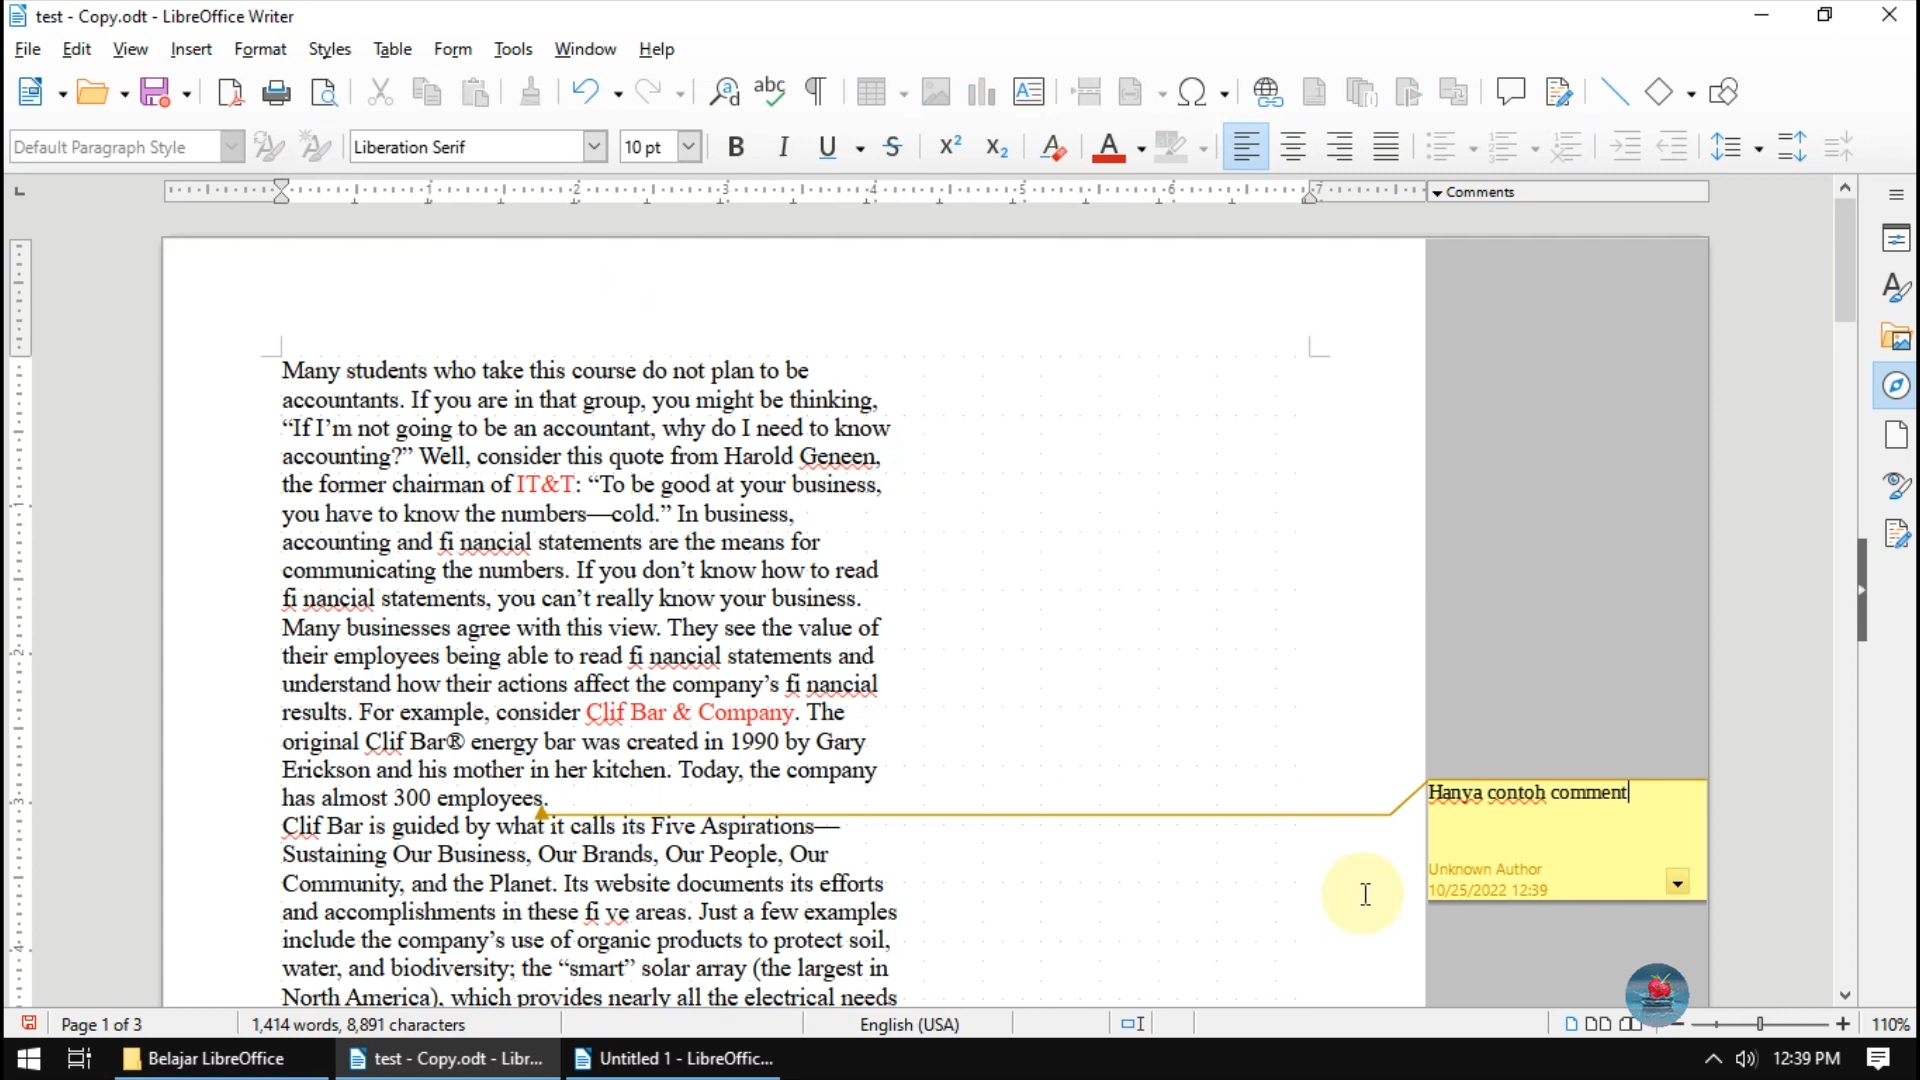 test - Copy.odt - LibreOffice Writer
File Edit View Insert Format Styles Table Form Tools Window Help
Default Paragraph Style Liberation Serif 10 pt
1 2 3 4 5 6 7 Comments
Many students who take this course do not plan to be
accountants. If you are in that group, you might be thinking,
“If I’m not going to be an accountant, why do I need to know
accounting?” Well, consider this quote from Harold Geneen,
the former chairman of IT&T: “To be good at your business,
you have to know the numbers—cold.” In business,
accounting and fi nancial statements are the means for
communicating the numbers. If you don’t know how to read
fi nancial statements, you can’t really know your business.
Many businesses agree with this view. They see the value of
their employees being able to read fi nancial statements and
understand how their actions affect the company’s fi nancial
results. For example, consider Clif Bar & Company. The
original Clif Bar® energy bar was created in 1990 by Gary
Erickson and his mother in her kitchen. Today, the company
has almost 300 employees.
Clif Bar is guided by what it calls its Five Aspirations—
Sustaining Our Business, Our Brands, Our People, Our
Community, and the Planet. Its website documents its efforts
and accomplishments in these fi ve areas. Just a few examples
include the company’s use of organic products to protect soil,
water, and biodiversity; the “smart” solar array (the largest in
North America), which provides nearly all the electrical needs
Hanya contoh comment
Unknown Author
10/25/2022 12:39
Page 1 of 3 1,414 words, 8,891 characters English (USA) 110%
Belajar LibreOffice test - Copy.odt - Libr... Untitled 1 - LibreOffic... 12:39 PM